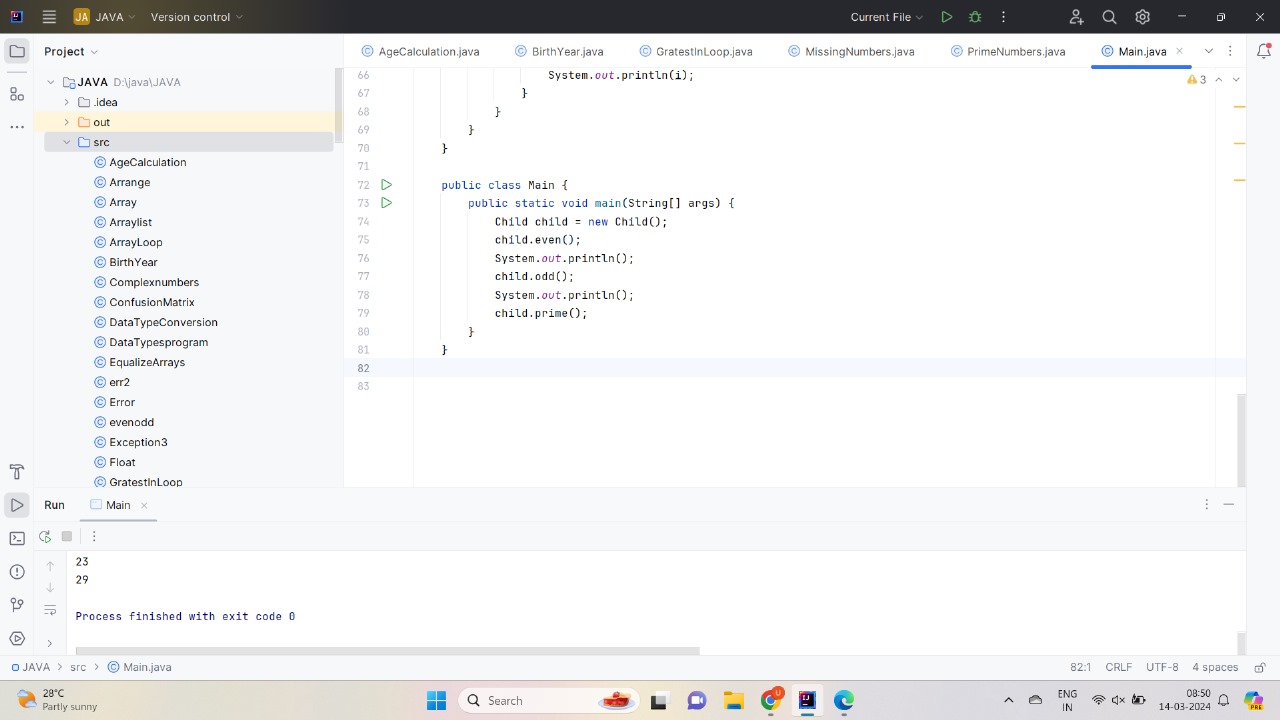 JA JAVA Version control Current File
Project
AgeCalculation.java BirthYear.java GratestInLoop.java MissingNumbers.java PrimeNumbers.java Main.java
JAVA D:\java\JAVA
.idea
out
src
AgeCalculation
Arrange
Array
Arraylist
ArrayLoop
BirthYear
Complexnumbers
ConfusionMatrix
DataTypeConversion
DataTypesprogram
EqualizeArrays
err2
Error
evenodd
Exception3
Float
GratestInLoop
3
66 System.out.println(i);
67 }
68 }
69 }
70 }
71
72 public class Main {
73 public static void main(String[] args) {
74 Child child = new Child();
75 child.even();
76 System.out.println();
77 child.odd();
78 System.out.println();
79 child.prime();
80 }
81 }
82
83
Run Main
23
29
Process finished with exit code 0
JAVA > src > Main.java 82:1 CRLF UTF-8 4 spaces
28°C
Partly sunny
Search
ENG
IN
08:50
14-03-2024
PRE